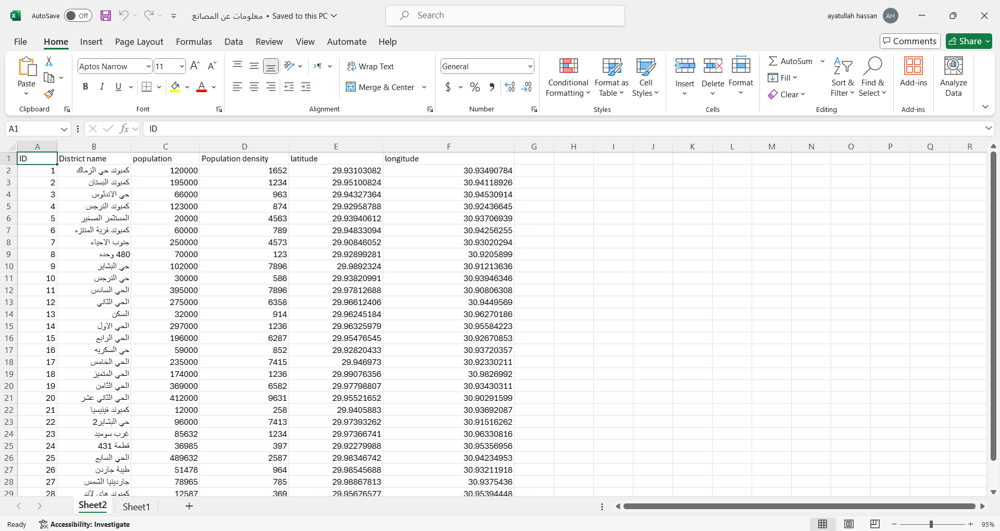 AutoSave Off معلومات عن المصانع • Saved to this PC Search ayatullah hassan AH
File Home Insert Page Layout Formulas Data Review View Automate Help Comments Share
Paste Aptos Narrow 11 Wrap Text General Conditional Formatting Format as Table Cell Styles Insert Delete Format AutoSum Sort & Filter Find & Select Add-ins Analyze Data
B I U A Merge & Center $ % Fill
Clear
Clipboard Font Alignment Number Styles Cells Editing Add-ins
A1 fx ID
A B C D E F G H I J K L M N O P Q R
1 ID District name population Population density latitude longitude
2 1 كمبوند حي الزماك 120000 1652 29.93103082 30.93490784
3 2 كمبوند البستان 195000 1234 29.95100824 30.94118926
4 3 حي الاندلوس 66000 963 29.94327364 30.94530914
5 4 كمبوند النرجس 123000 874 29.92958788 30.92436645
6 5 المستثمر الصغير 20000 4563 29.93940612 30.93706939
7 6 كمبوند قرية المنتزه 60000 789 29.94833094 30.94256255
8 7 جنوب الاحياء 250000 4573 29.90846052 30.93020294
9 8 480 وحده 70000 123 29.92899281 30.9205899
10 9 حي البشاير 102000 7896 29.9892324 30.91213636
11 10 حي النرجس 30000 586 29.93820991 30.93946346
12 11 الحي السادس 395000 7896 29.97812688 30.90806308
13 12 الحي الثاني 275000 6358 29.96612406 30.9449569
14 13 السكن 32000 914 29.96245184 30.96270186
15 14 الحي الاول 297000 1236 29.96325979 30.95584223
16 15 الحي الرابع 196000 6287 29.95476545 30.92670853
17 16 حي السكريه 59000 852 29.92820433 30.93720357
18 17 الحي الخامس 235000 7415 29.946973 30.92330211
19 18 الحي المتميز 174000 1236 29.99076356 30.9826992
20 19 الحي الثامن 369000 6582 29.97798807 30.93430311
21 20 الحي الثاني عشر 412000 9631 29.95521652 30.90291599
22 21 كمبوند فينيسيا 12000 258 29.9405883 30.93692087
23 22 حي البشاير2 96000 7413 29.97393262 30.91516262
24 23 غرب سوميد 85632 1234 29.97366741 30.96330816
25 24 قطعة 431 36985 397 29.92279988 30.95356956
26 25 الحي السابع 489632 2587 29.98346742 30.94234953
27 26 طيبة جاردن 51478 964 29.98545688 30.93211918
28 27 جاردينيا الشمس 78965 785 29.98867813 30.9375436
29 28 كمبوند هاي لاند 12587 369 29.95676577 30.95394448
Sheet2 Sheet1
Ready Accessibility: Investigate 95%